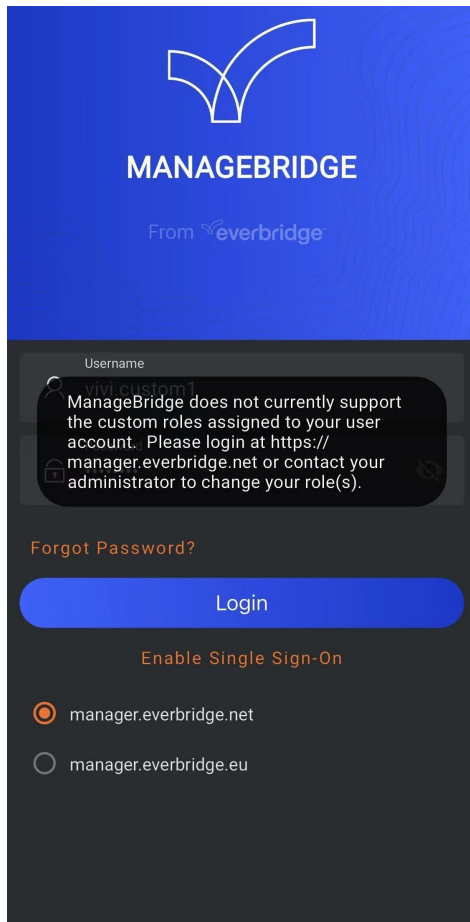 MANAGEBRIDGE
From everbridge
Username
vivi.custom1
ManageBridge does not currently support
the custom roles assigned to your user
account. Please login at https://
manager.everbridge.net or contact your
administrator to change your role(s).
Forgot Password?
Login
Enable Single Sign-On
manager.everbridge.net
manager.everbridge.eu